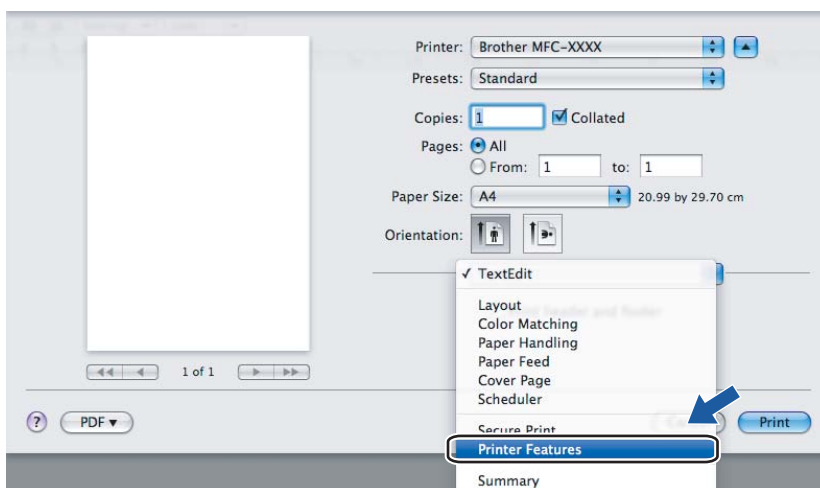 Printer: Brother MFC-XXXX
Presets: Standard
Copies: 1 Collated
Pages: All
From: 1 to: 1
Paper Size: A4 20.99 by 29.70 cm
Orientation:
✓ TextEdit
Layout
Color Matching
Paper Handling
Paper Feed
Cover Page
Scheduler
Secure Print
Printer Features
Summary
1 of 1
? PDF▼ Print